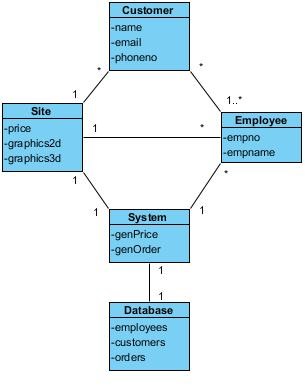 Customer
-name
-email
-phoneno
* *
1 1..*
Site
-price
-graphics2d
-graphics3d
1 *
Employee
-empno
-empname
1 *
1 1
System
-genPrice
-genOrder
1
1
Database
-employees
-customers
-orders